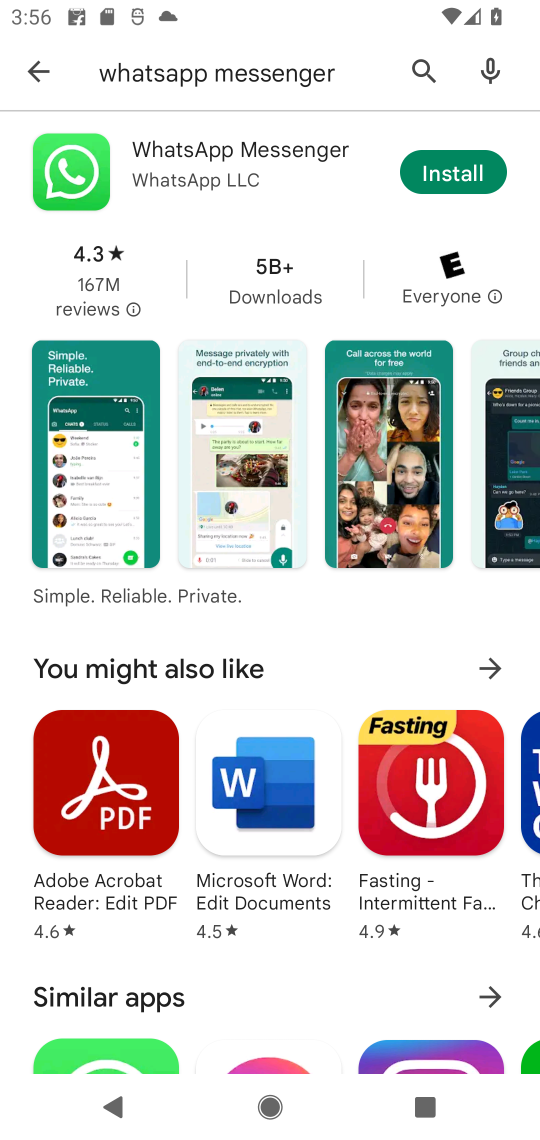 3:56
whatsapp messenger
WhatsApp Messenger
WhatsApp LLC
Install
4.3★
167M
reviews
5B+
Downloads
E
Everyone
Simple.
Reliable.
Private.
WhatsApp
Message privately with
end-to-end encryption
Call across the world
for free
Group ch
friends an
Simple. Reliable. Private.
You might also like
PDF
W
Fasting
Adobe Acrobat
Reader: Edit PDF
4.6★
Microsoft Word:
Edit Documents
4.5★
Fasting -
Intermittent Fa...
4.9★
Th
Ch
4.6
Similar apps